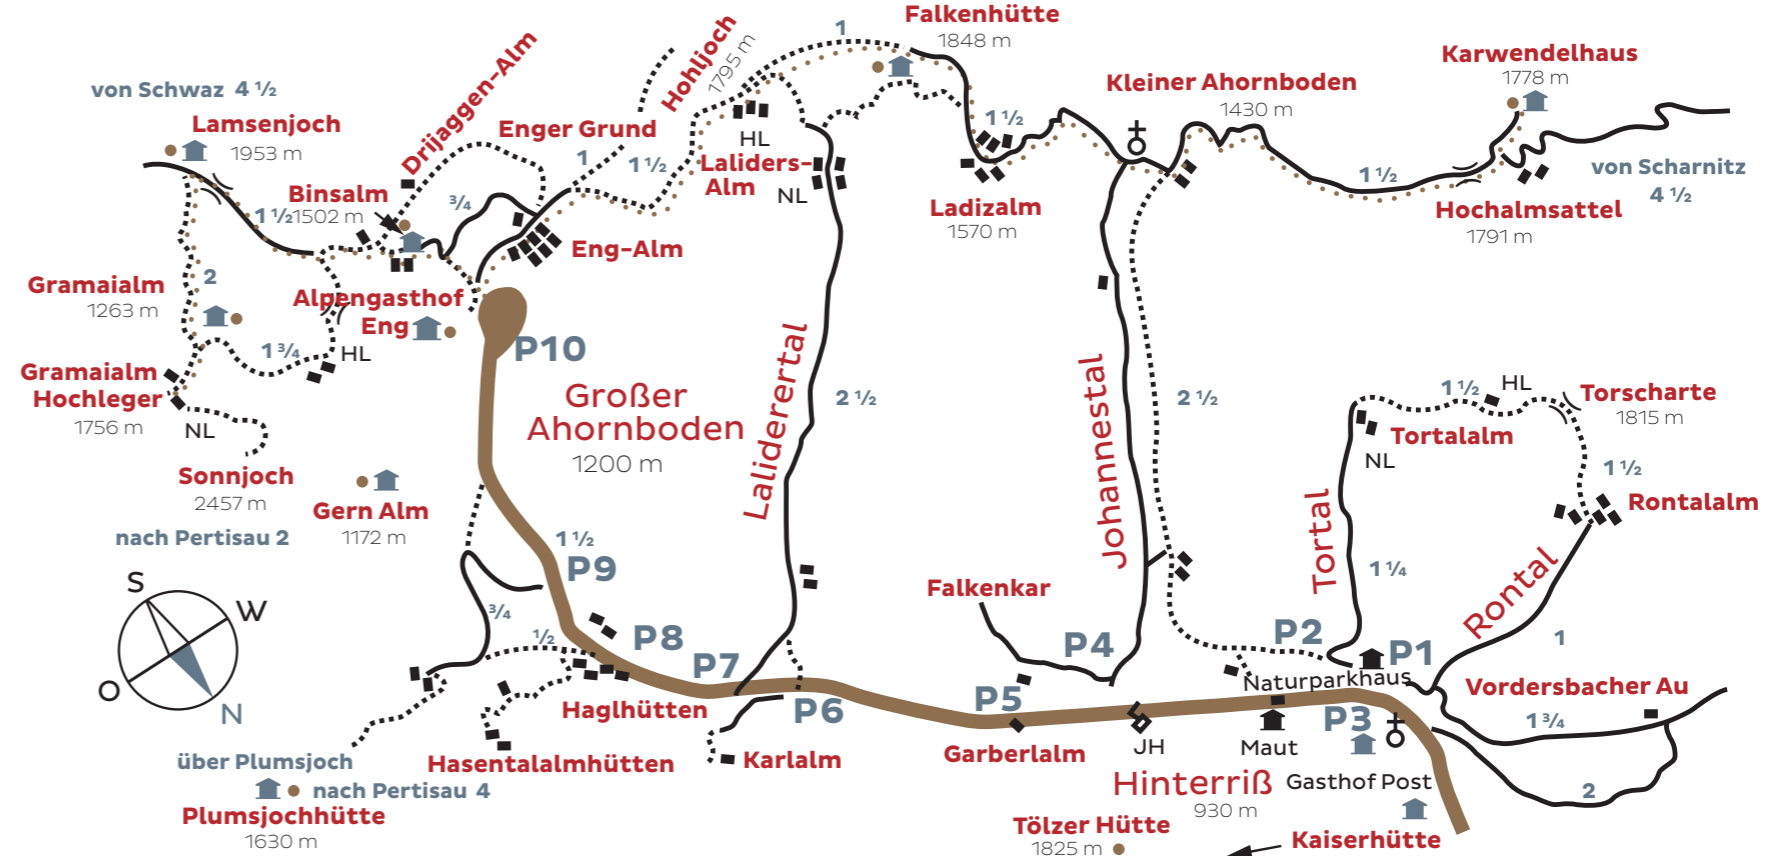 Falkenhütte
1848 m
1
Hohljoch
1795 m
Karwendelhaus
1778 m
Kleiner Ahornboden
1430 m
von Schwaz 4 ½
Lamsenjoch
1953 m
Drijaggen-Alm
Enger Grund
1
1 ½
HL
Laliders-
Alm
NL
1 ½
Ladizalm
1570 m
1 ½
von Scharnitz
4 ½
Hochalmsattel
1791 m
Binsalm
1502 m
1 ½
¾
Eng-Alm
Gramaialm
1263 m
2
Alpengasthof
Eng
P10
1 ¾
HL
Gramaialm
Hochleger
1756 m
NL
Sonnjoch
2457 m
nach Pertisau 2
Gern Alm
1172 m
Großer
Ahornboden
1200 m
Laliderertal
2 ½
Johannestal
2 ½
1 ½
HL
Torscharte
1815 m
Tortalalm
NL
1 ½
Rontalalm
Tortal
1 ¼
Rontal
1
1 ½
P9
¾
½
P8
P7
P6
Falkenkar
P4
P5
P2
P1
Naturparkhaus
P3
Vordersbacher Au
1 ¾
2
S
W
O
N
Haglhütten
Hasentalalmhütten
Karlalm
Garberlalm
JH
Maut
Hinterriß
930 m
Gasthof Post
über Plumsjoch
nach Pertisau 4
Plumsjochhütte
1630 m
Tölzer Hütte
1825 m
Kaiserhütte